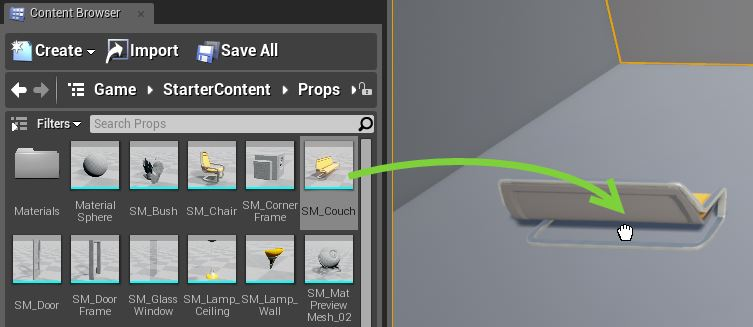 Content Browser
Create Import Save All
Game StarterContent Props
Filters Search Props
Materials
Material
Sphere
SM_Bush
SM_Chair
SM_Corner
Frame
SM_Couch
SM_Door
SM_Door
Frame
SM_Glass
Window
SM_Lamp_
Ceiling
SM_Lamp_
Wall
SM_Mat
Preview
Mesh_02